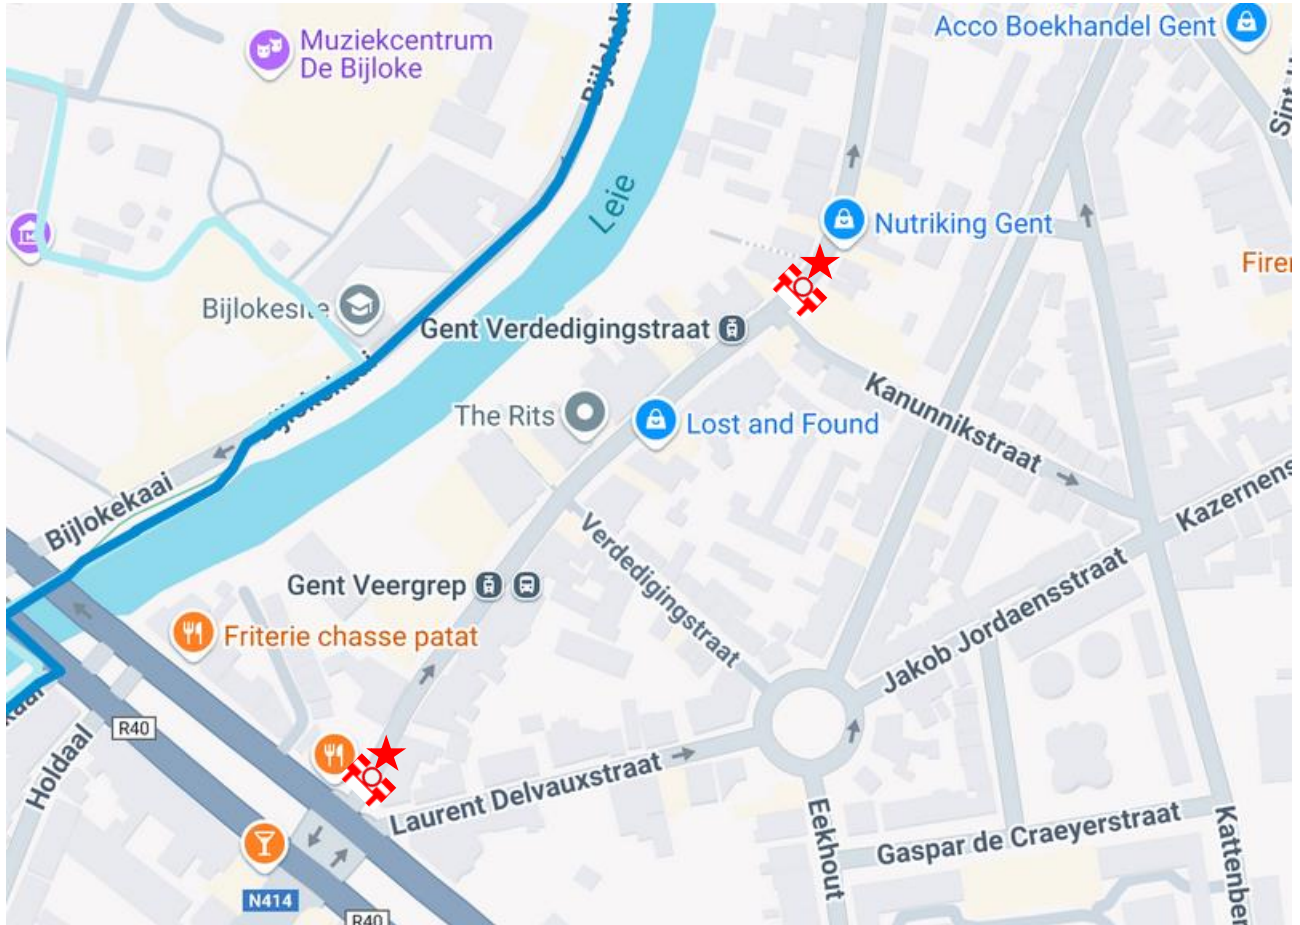 Muziekcentrum
De Bijloke
Acco Boekhandel Gent
Leie
Nutriking Gent
Bijlokesite
Gent Verdedigingstraat
Kanunnikstraat
The Rits
Lost and Found
Bijlokekaai
Bijlokekaai
Verdedigingstraat
Gent Veergrep
Friterie chasse patat
Jakob Jordaensstraat
R40
Holdaal
Laurent Delvauxstraat
Eekhout
Gaspar de Craeyerstraat
N414
R40